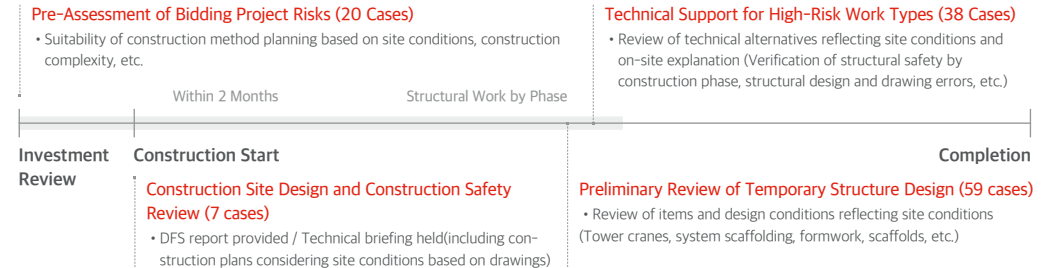 Pre-Assessment of Bidding Project Risks (20 Cases)
• Suitability of construction method planning based on site conditions, construction
complexity, etc.
Technical Support for High-Risk Work Types (38 Cases)
• Review of technical alternatives reflecting site conditions and
on-site explanation (Verification of structural safety by
construction phase, structural design and drawing errors, etc.)
Within 2 Months
Structural Work by Phase
Investment
Review
Construction Start
Completion
Construction Site Design and Construction Safety
Review (7 cases)
• DFS report provided / Technical briefing held(including con-
struction plans considering site conditions based on drawings)
Preliminary Review of Temporary Structure Design (59 cases)
• Review of items and design conditions reflecting site conditions
(Tower cranes, system scaffolding, formwork, scaffolds, etc.)